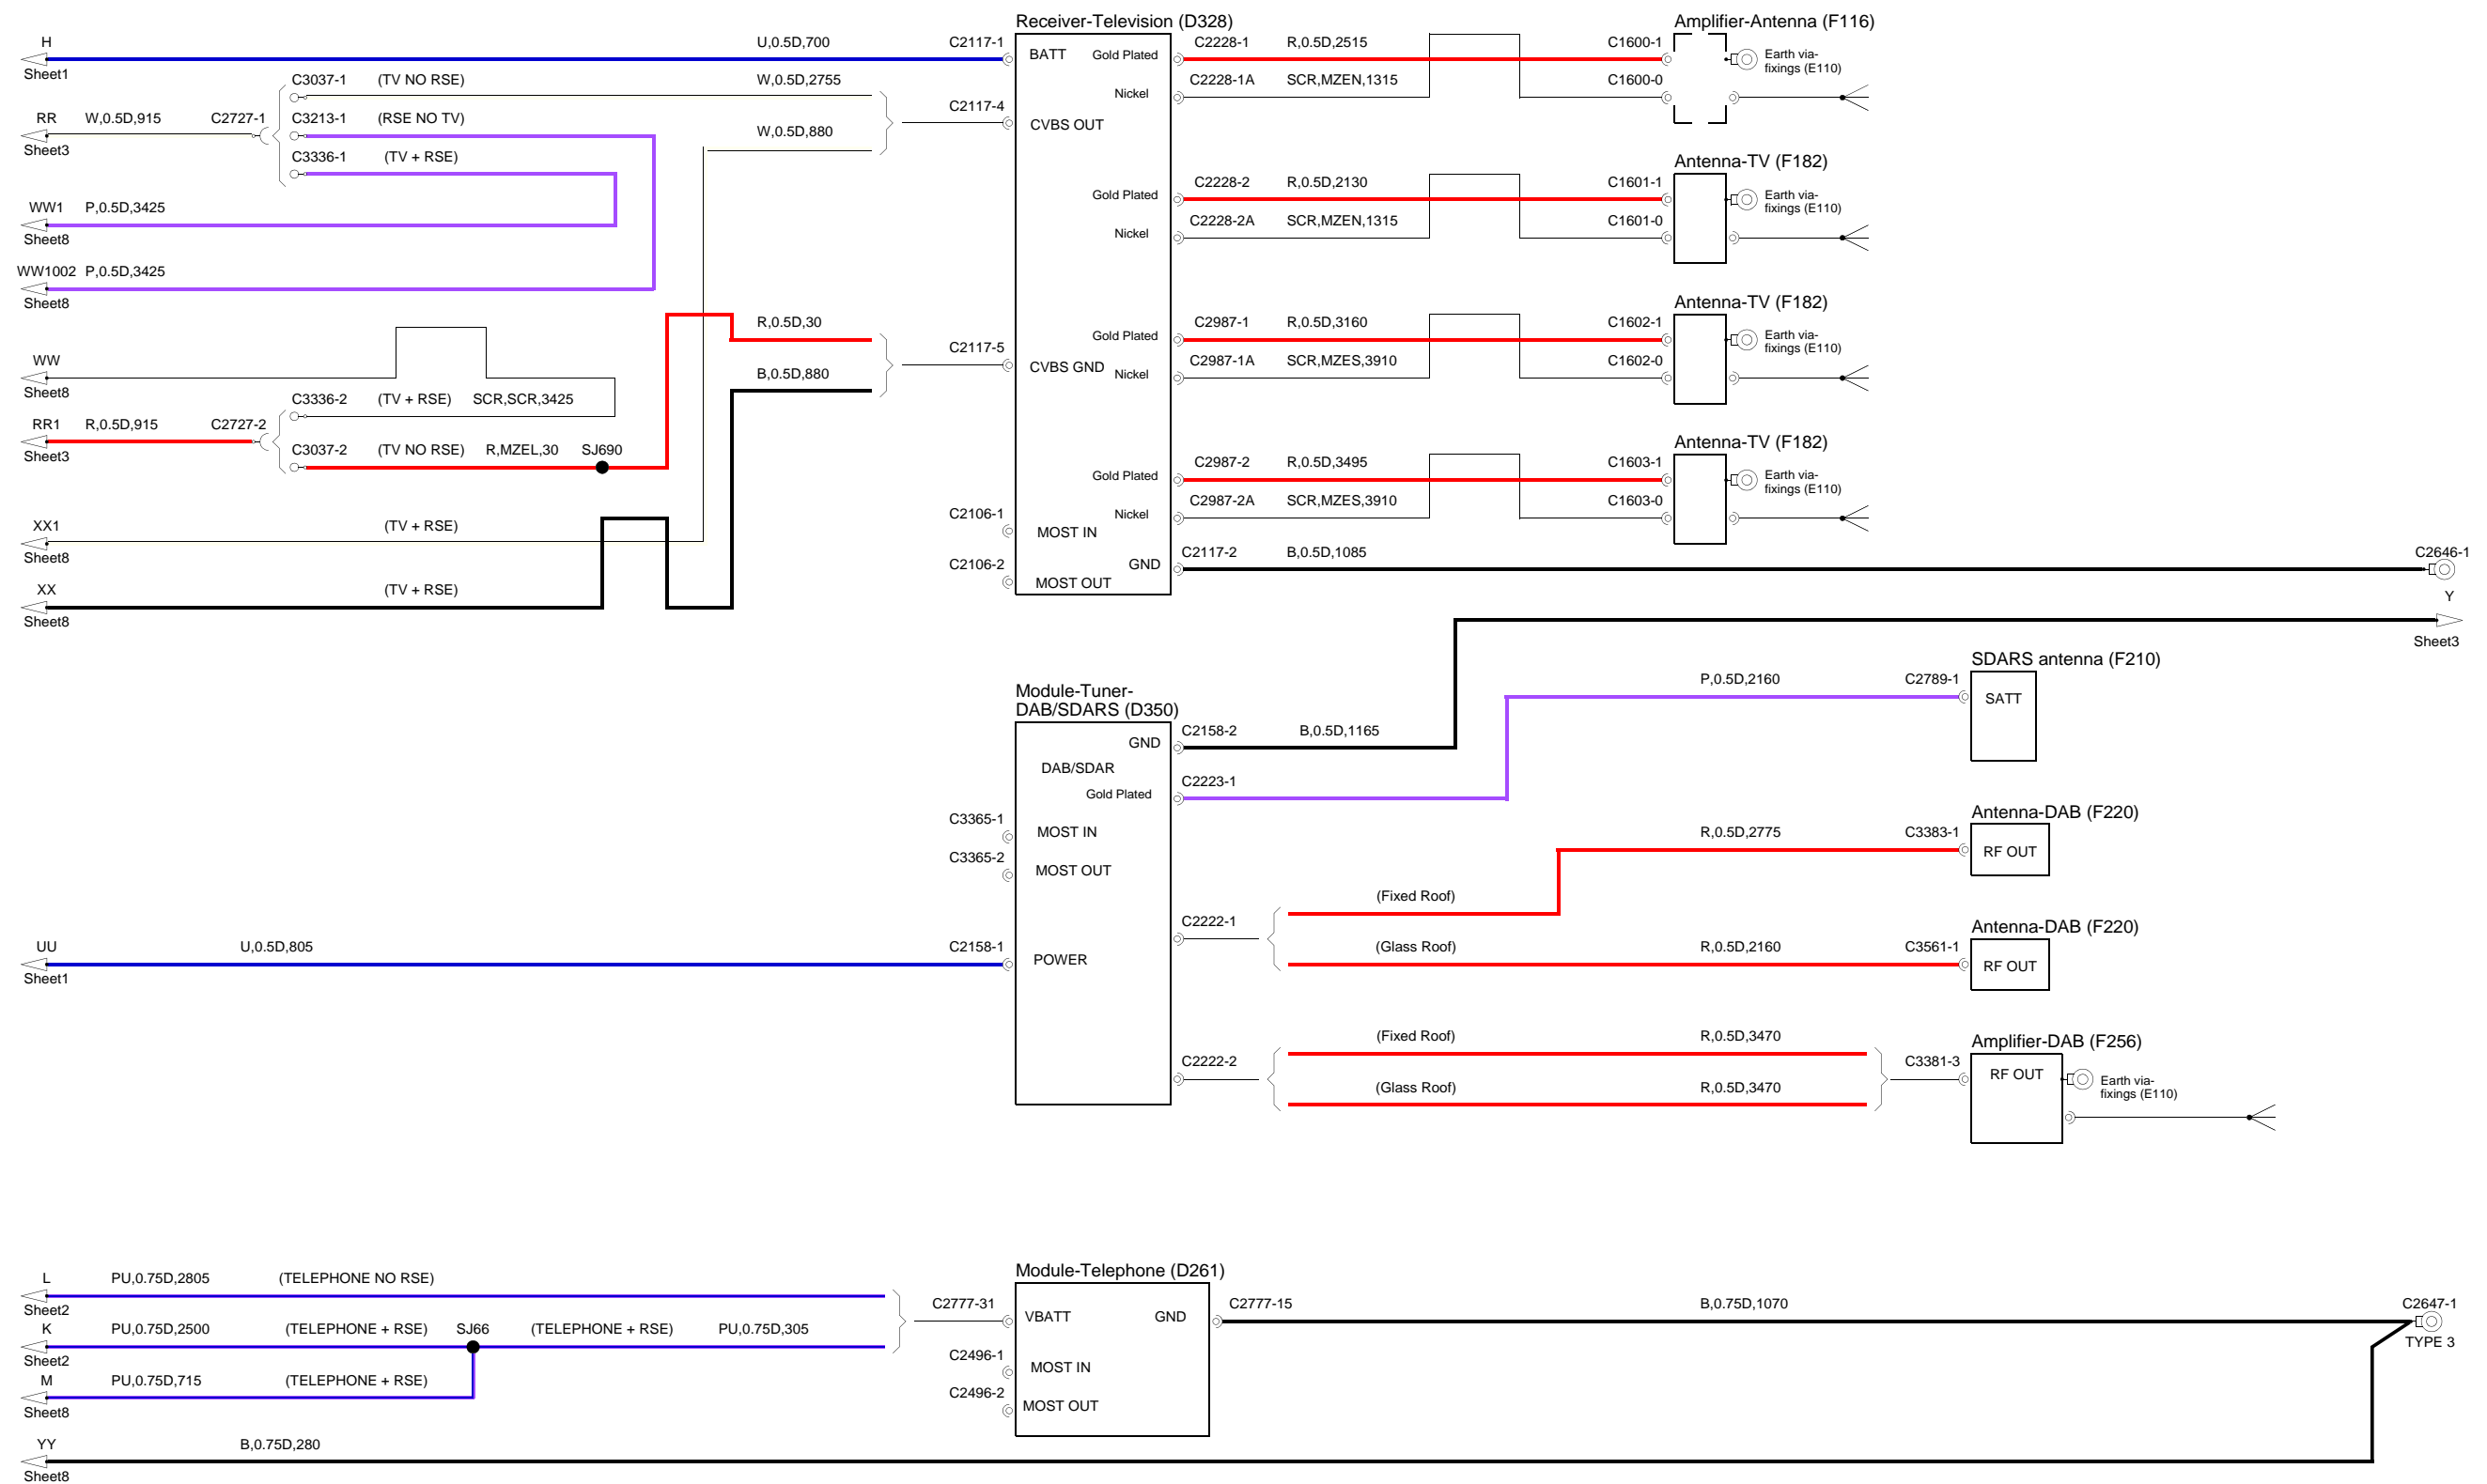 Receiver-Television (D328)
Amplifier-Antenna (F116)
H
U,0.5D,700
C2117-1
BATT
Gold Plated
C2228-1
R,0.5D,2515
C1600-1
Earth via-
fixings (E110)
Sheet1
C3037-1
(TV NO RSE)
W,0.5D,2755
Nickel
C2228-1A
SCR,MZEN,1315
C1600-0
C2117-4
CVBS OUT
RR
W,0.5D,915
C2727-1
C3213-1
(RSE NO TV)
W,0.5D,880
Sheet3
C3336-1
(TV + RSE)
Antenna-TV (F182)
Gold Plated
C2228-2
R,0.5D,2130
C1601-1
Earth via-
fixings (E110)
WW1
P,0.5D,3425
Nickel
C2228-2A
SCR,MZEN,1315
C1601-0
Sheet8
WW1002
P,0.5D,3425
Sheet8
Antenna-TV (F182)
R,0.5D,30
Gold Plated
C2987-1
R,0.5D,3160
C1602-1
Earth via-
fixings (E110)
C2117-5
CVBS GND
Nickel
C2987-1A
SCR,MZES,3910
C1602-0
WW
Sheet8
B,0.5D,880
C3336-2
(TV + RSE)
SCR,SCR,3425
RR1
R,0.5D,915
C2727-2
Sheet3
C3037-2
(TV NO RSE)
R,MZEL,30
SJ690
Antenna-TV (F182)
Gold Plated
C2987-2
R,0.5D,3495
C1603-1
Earth via-
fixings (E110)
Nickel
C2987-2A
SCR,MZES,3910
C1603-0
C2106-1
MOST IN
XX1
(TV + RSE)
Sheet8
C2106-2
MOST OUT
GND
C2117-2
B,0.5D,1085
C2646-1
XX
(TV + RSE)
Sheet8
Y
Sheet3
SDARS antenna (F210)
Module-Tuner-
DAB/SDARS (D350)
P,0.5D,2160
C2789-1
SATT
GND
C2158-2
B,0.5D,1165
DAB/SDAR
Gold Plated
C2223-1
C3365-1
MOST IN
Antenna-DAB (F220)
R,0.5D,2775
C3383-1
RF OUT
C3365-2
MOST OUT
(Fixed Roof)
C2222-1
Antenna-DAB (F220)
UU
U,0.5D,805
C2158-1
POWER
(Glass Roof)
R,0.5D,2160
C3561-1
RF OUT
Sheet1
(Fixed Roof)
R,0.5D,3470
Amplifier-DAB (F256)
C2222-2
C3381-3
RF OUT
Earth via-
fixings (E110)
(Glass Roof)
R,0.5D,3470
Module-Telephone (D261)
L
PU,0.75D,2805
(TELEPHONE NO RSE)
Sheet2
C2777-31
VBATT
GND
C2777-15
B,0.75D,1070
C2647-1
TYPE 3
K
PU,0.75D,2500
(TELEPHONE + RSE)
SJ66
(TELEPHONE + RSE)
PU,0.75D,305
Sheet2
C2496-1
MOST IN
M
PU,0.75D,715
(TELEPHONE + RSE)
Sheet8
C2496-2
MOST OUT
YY
B,0.75D,280
Sheet8